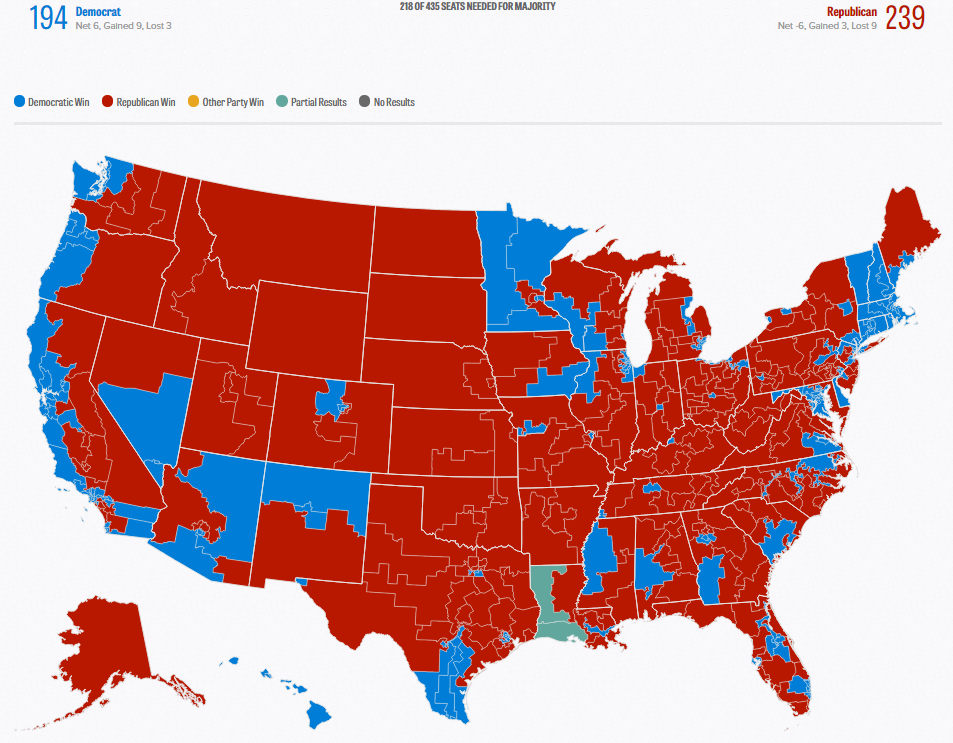 218 OF 435 SEATS NEEDED FOR MAJORITY
194 Democrat
Net 6, Gained 9, Lost 3
Republican 239
Net -6, Gained 3, Lost 9
Democratic Win Republican Win Other Party Win Partial Results No Results